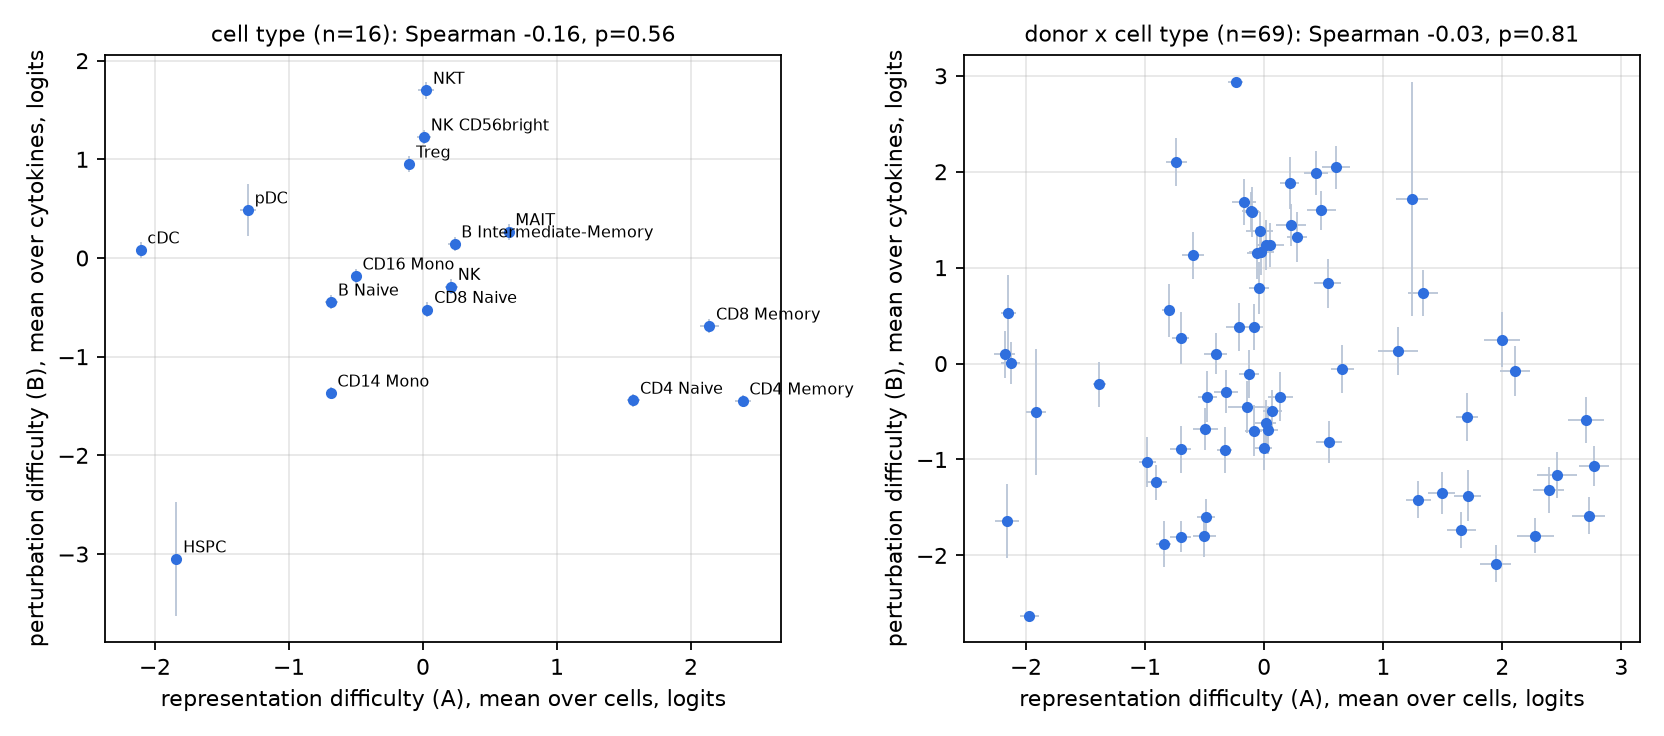 cell type (n=16): Spearman -0.16, p=0.56
perturbation difficulty (B), mean over cytokines, logits
2
1
0
−1
−2
−3
NKT
NK CD56bright
Treg
pDC
MAIT
cDC
B Intermediate-Memory
CD16 Mono
NK
B Naive
CD8 Naive
CD8 Memory
CD14 Mono
CD4 Naive
CD4 Memory
HSPC
−2
−1
0
1
2
representation difficulty (A), mean over cells, logits
donor x cell type (n=69): Spearman -0.03, p=0.81
perturbation difficulty (B), mean over cytokines, logits
3
2
1
0
−1
−2
−2
−1
0
1
2
3
representation difficulty (A), mean over cells, logits